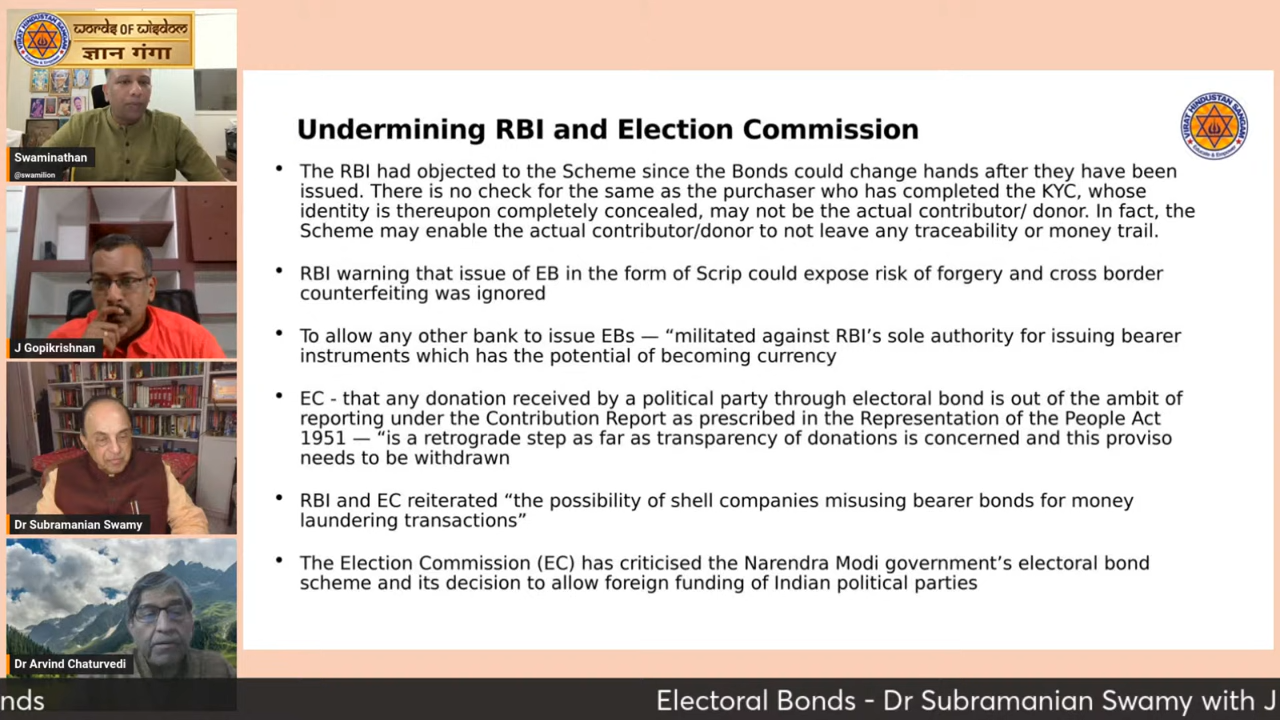 words of wisdom
ज्ञान गंगा
Swaminathan
@swamilion
J Gopikrishnan
Dr Subramanian Swamy
Dr Arvind Chaturvedi
VIRAT HINDUSTAN SANGAM
Undermining RBI and Election Commission
• The RBI had objected to the Scheme since the Bonds could change hands after they have been
issued. There is no check for the same as the purchaser who has completed the KYC, whose
identity is thereupon completely concealed, may not be the actual contributor/ donor. In fact, the
Scheme may enable the actual contributor/donor to not leave any traceability or money trail.
• RBI warning that issue of EB in the form of Scrip could expose risk of forgery and cross border
counterfeiting was ignored
• To allow any other bank to issue EBs — “militated against RBI’s sole authority for issuing bearer
instruments which has the potential of becoming currency
• EC - that any donation received by a political party through electoral bond is out of the ambit of
reporting under the Contribution Report as prescribed in the Representation of the People Act
1951 — “is a retrograde step as far as transparency of donations is concerned and this proviso
needs to be withdrawn
• RBI and EC reiterated “the possibility of shell companies misusing bearer bonds for money
laundering transactions”
• The Election Commission (EC) has criticised the Narendra Modi government’s electoral bond
scheme and its decision to allow foreign funding of Indian political parties
nds
Electoral Bonds - Dr Subramanian Swamy with J